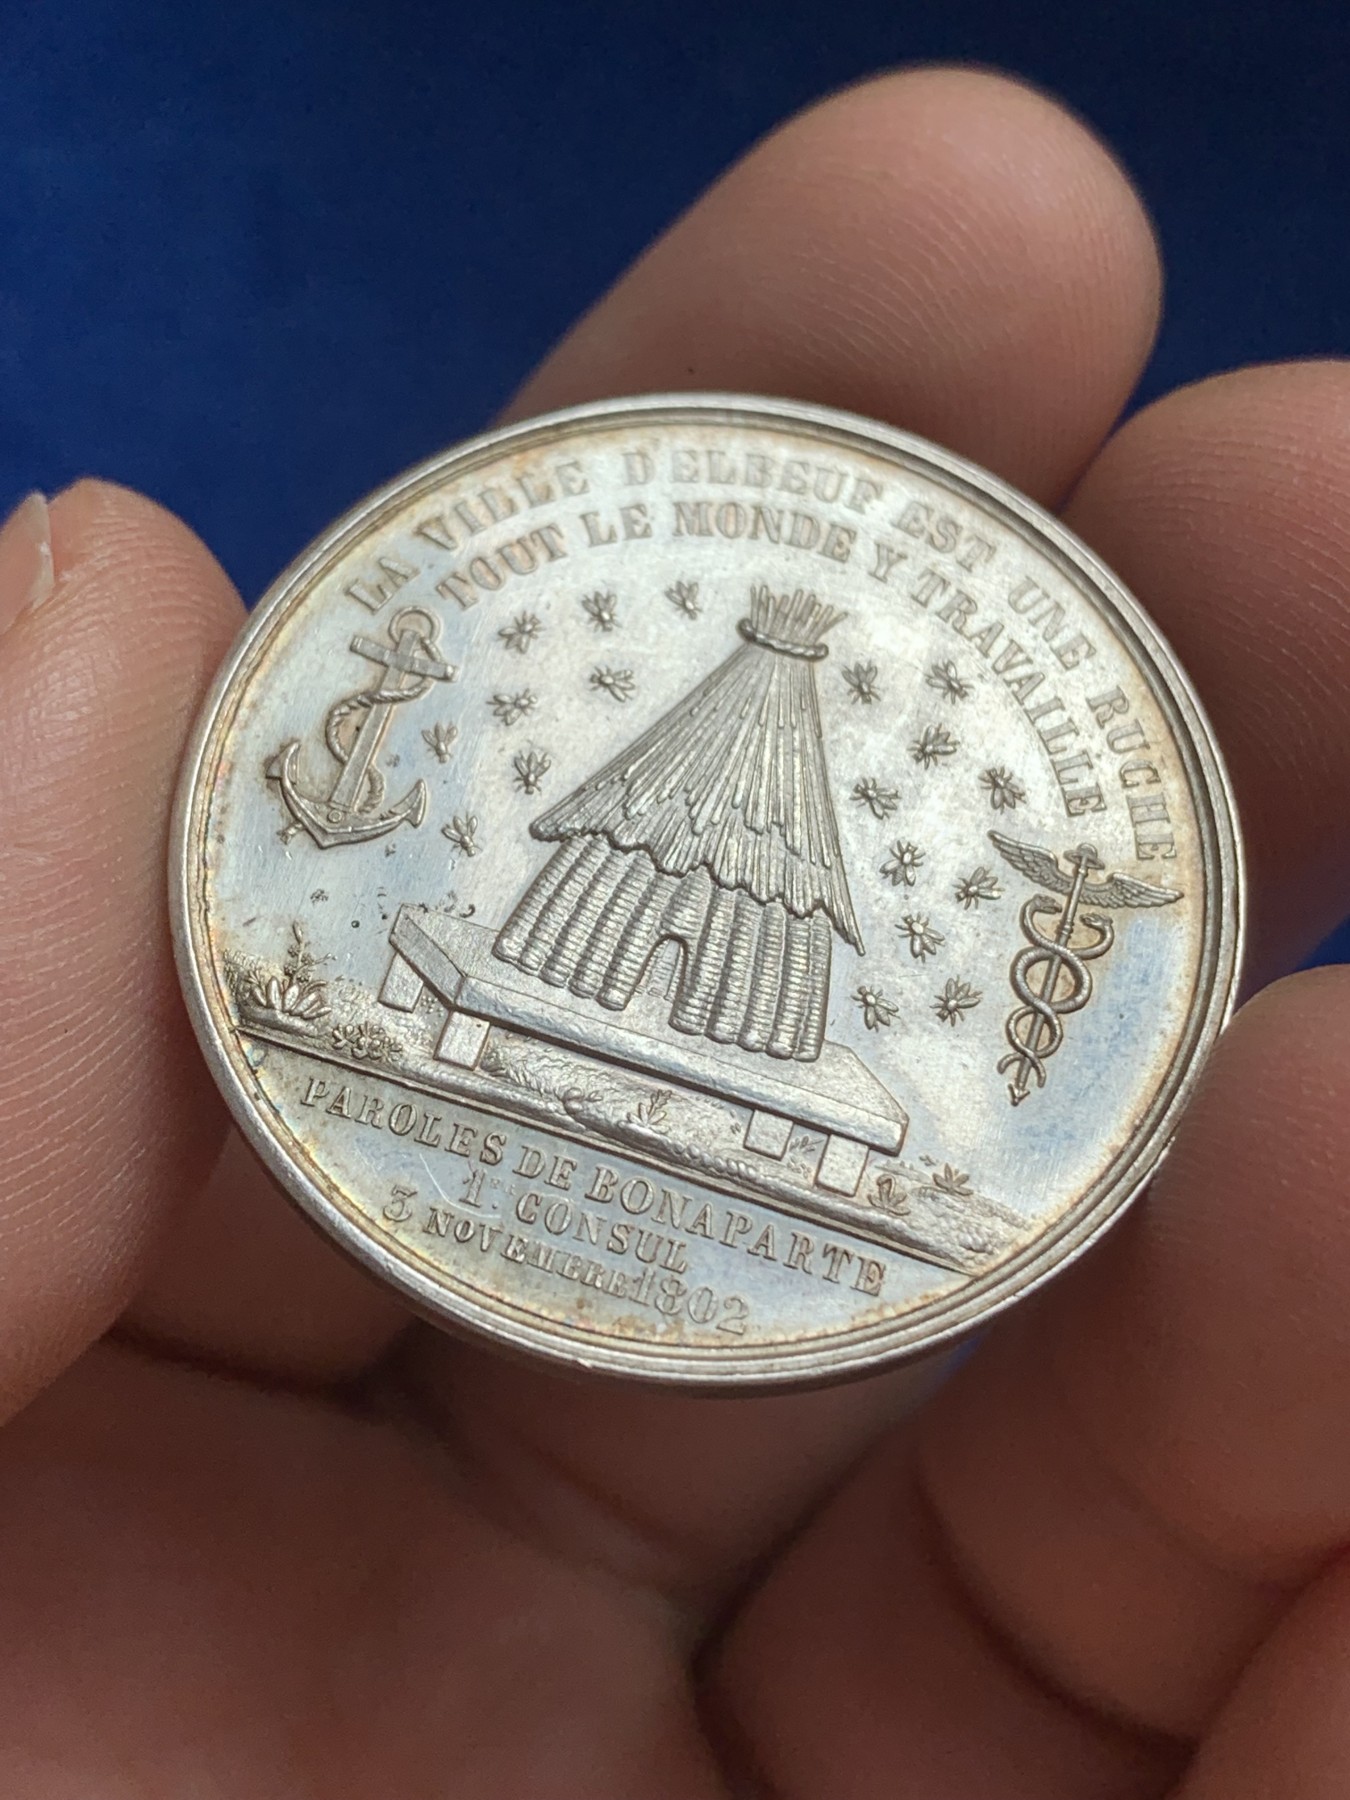 LA VILLE D'ELBEUF EST UNE RUCHE
TOUT LE MONDE Y TRAVAILLE
PAROLES DE BONAPARTE
1ER CONSUL
3 NOVEMBRE 1802